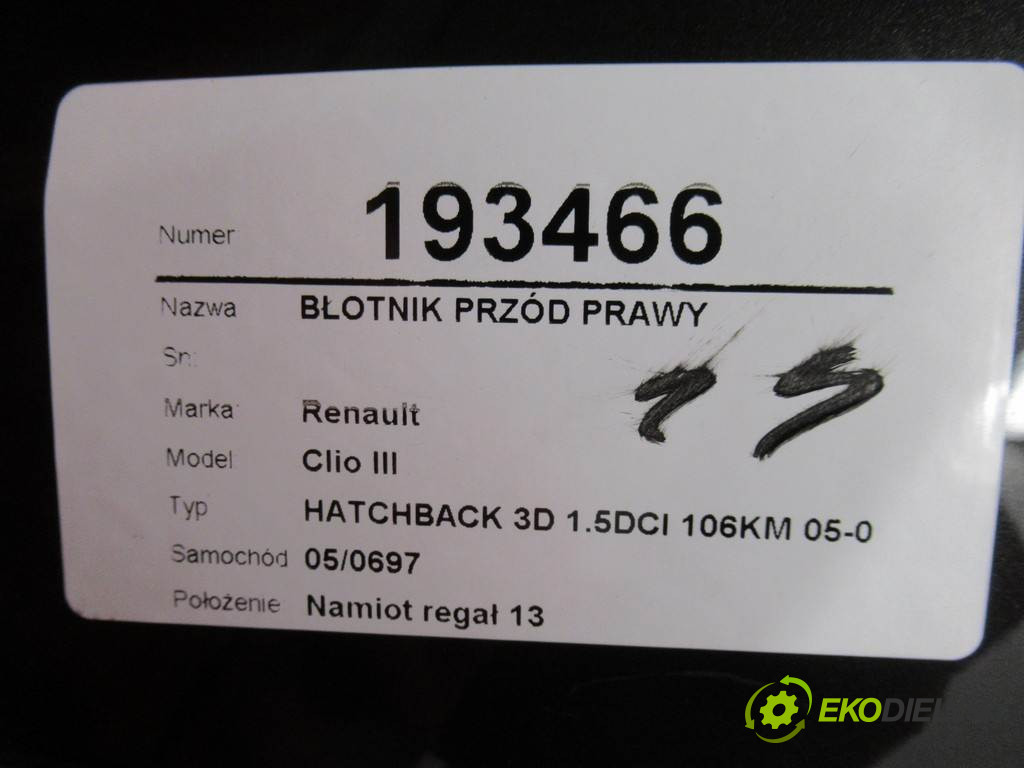 Numer 193466
Nazwa BŁOTNIK PRZÓD PRAWY
Sn:
Marka Renault
Model Clio III
Typ HATCHBACK 3D 1.5DCI 106KM 05-0
Samochód 05/0697
Położenie Namiot regał 13